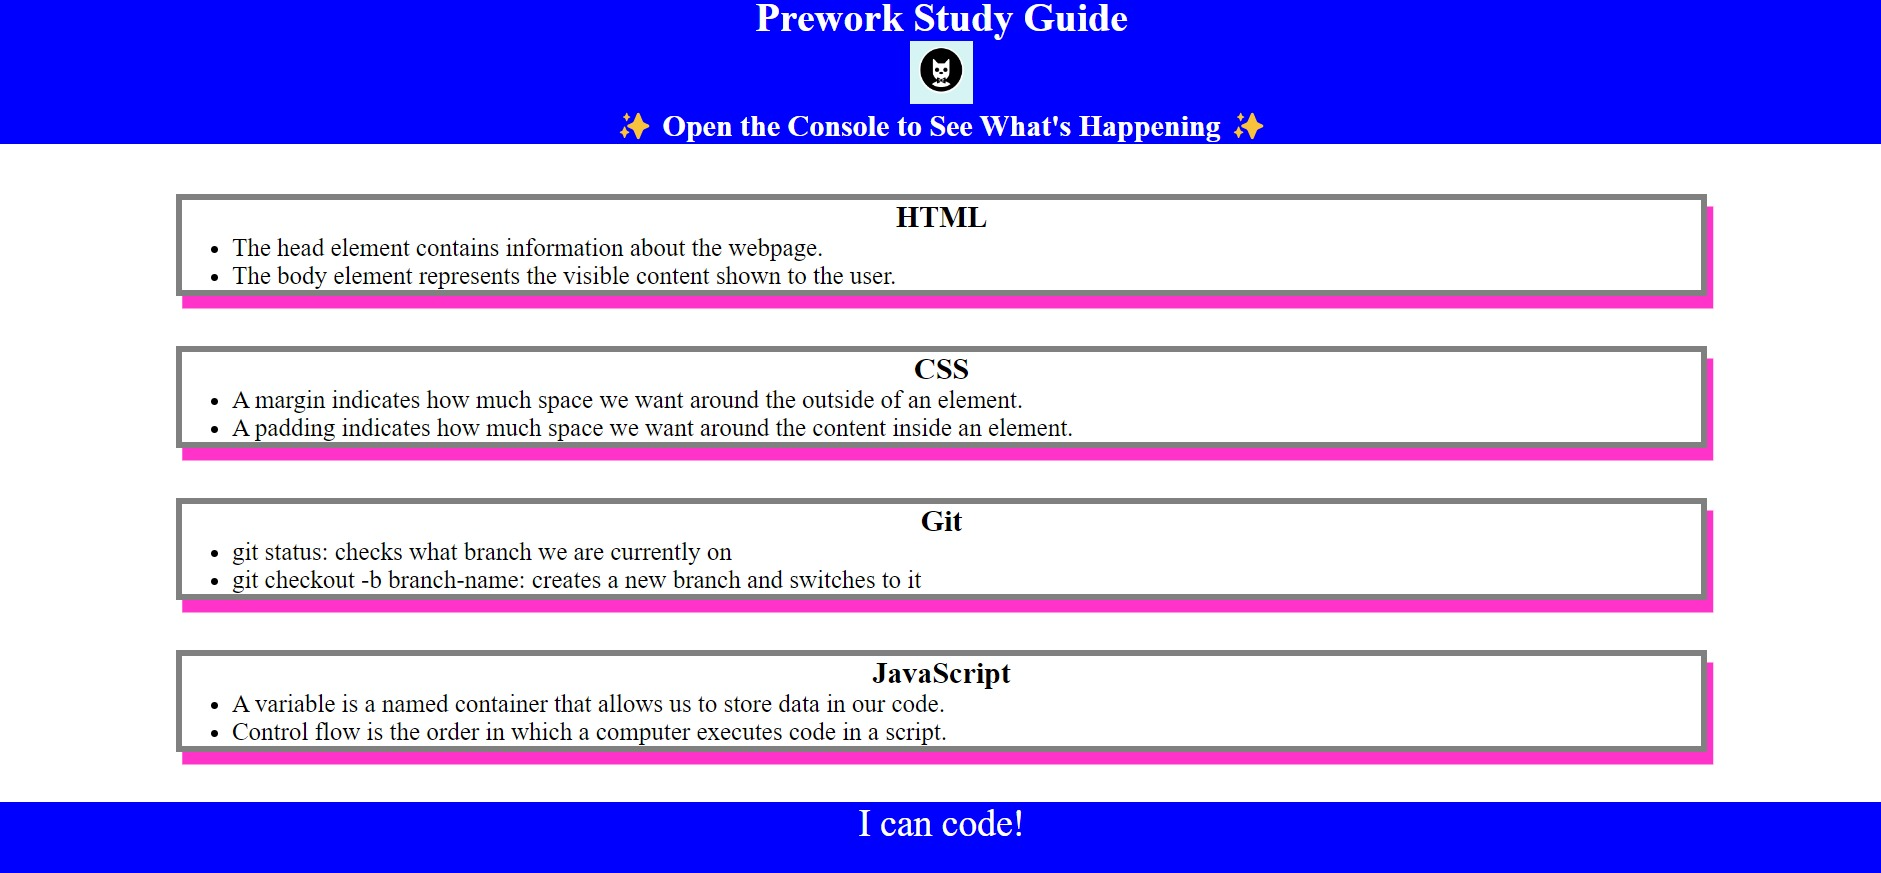 Prework Study Guide
✨ Open the Console to See What's Happening ✨
HTML
• The head element contains information about the webpage.
• The body element represents the visible content shown to the user.
CSS
• A margin indicates how much space we want around the outside of an element.
• A padding indicates how much space we want around the content inside an element.
Git
• git status: checks what branch we are currently on
• git checkout -b branch-name: creates a new branch and switches to it
JavaScript
• A variable is a named container that allows us to store data in our code.
• Control flow is the order in which a computer executes code in a script.
I can code!